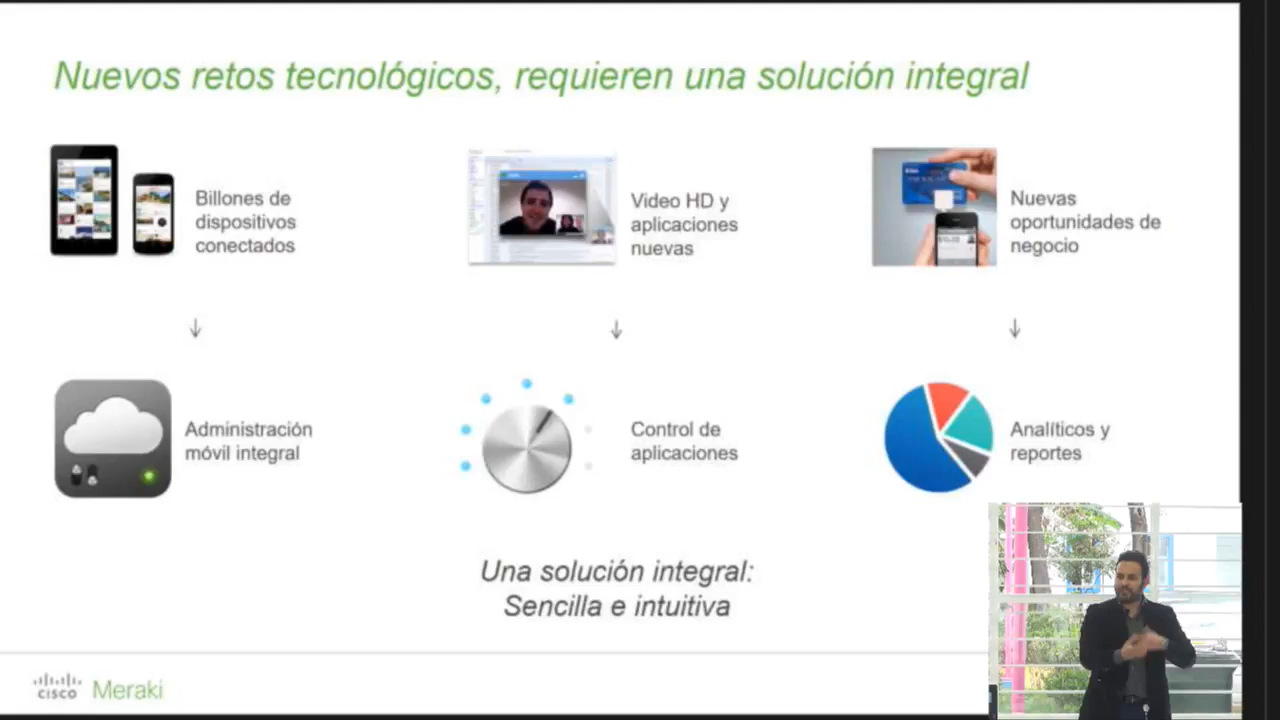 Nuevos retos tecnológicos, requieren una solución integral
Billones de
dispositivos
conectados
Video HD y
aplicaciones
nuevas
Nuevas
oportunidades de
negocio
Administración
móvil integral
Control de
aplicaciones
Analíticos y
reportes
Una solución integral:
Sencilla e intuitiva
cisco Meraki